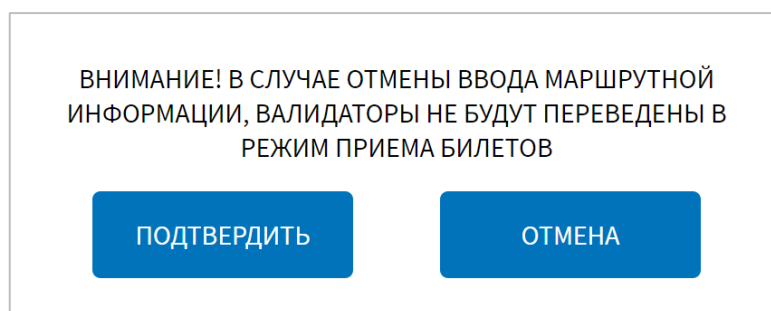 ВНИМАНИЕ! В СЛУЧАЕ ОТМЕНЫ ВВОДА МАРШРУТНОЙ
ИНФОРМАЦИИ, ВАЛИДАТОРЫ НЕ БУДУТ ПЕРЕВЕДЕНЫ В
РЕЖИМ ПРИЕМА БИЛЕТОВ
ПОДТВЕРДИТЬ
ОТМЕНА